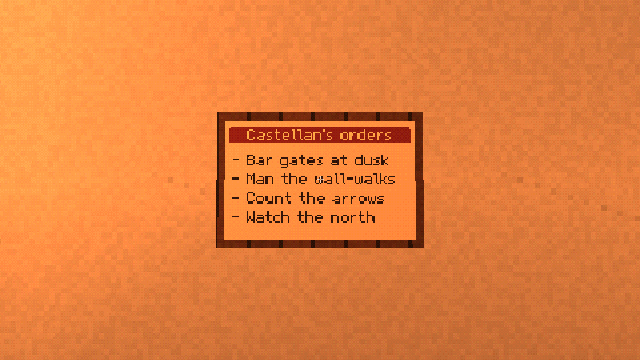 Castellan's orders
- Bar gates at dusk
- Man the wall-walks
- Count the arrows
- Watch the north